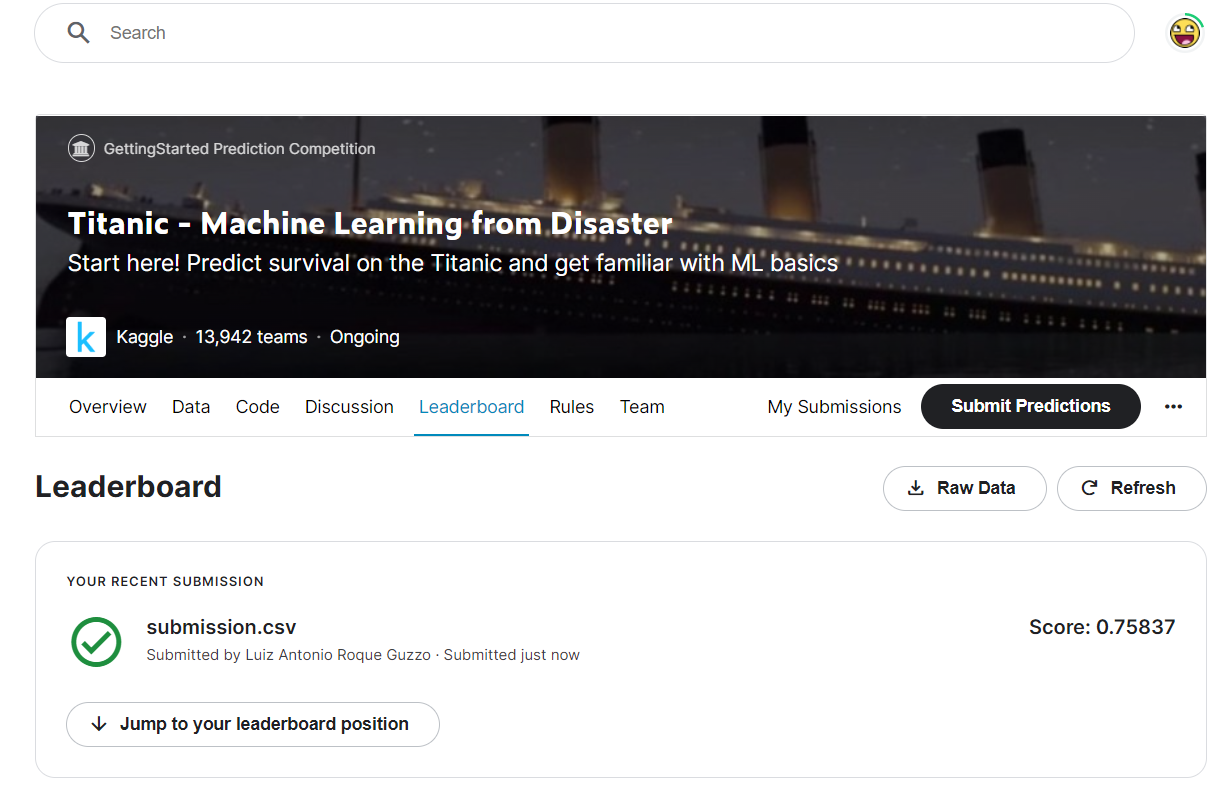 Search
GettingStarted Prediction Competition
Titanic - Machine Learning from Disaster
Start here! Predict survival on the Titanic and get familiar with ML basics
k Kaggle · 13,942 teams · Ongoing
Overview Data Code Discussion Leaderboard Rules Team My Submissions Submit Predictions
Leaderboard Raw Data Refresh
YOUR RECENT SUBMISSION
submission.csv Score: 0.75837
Submitted by Luiz Antonio Roque Guzzo · Submitted just now
Jump to your leaderboard position